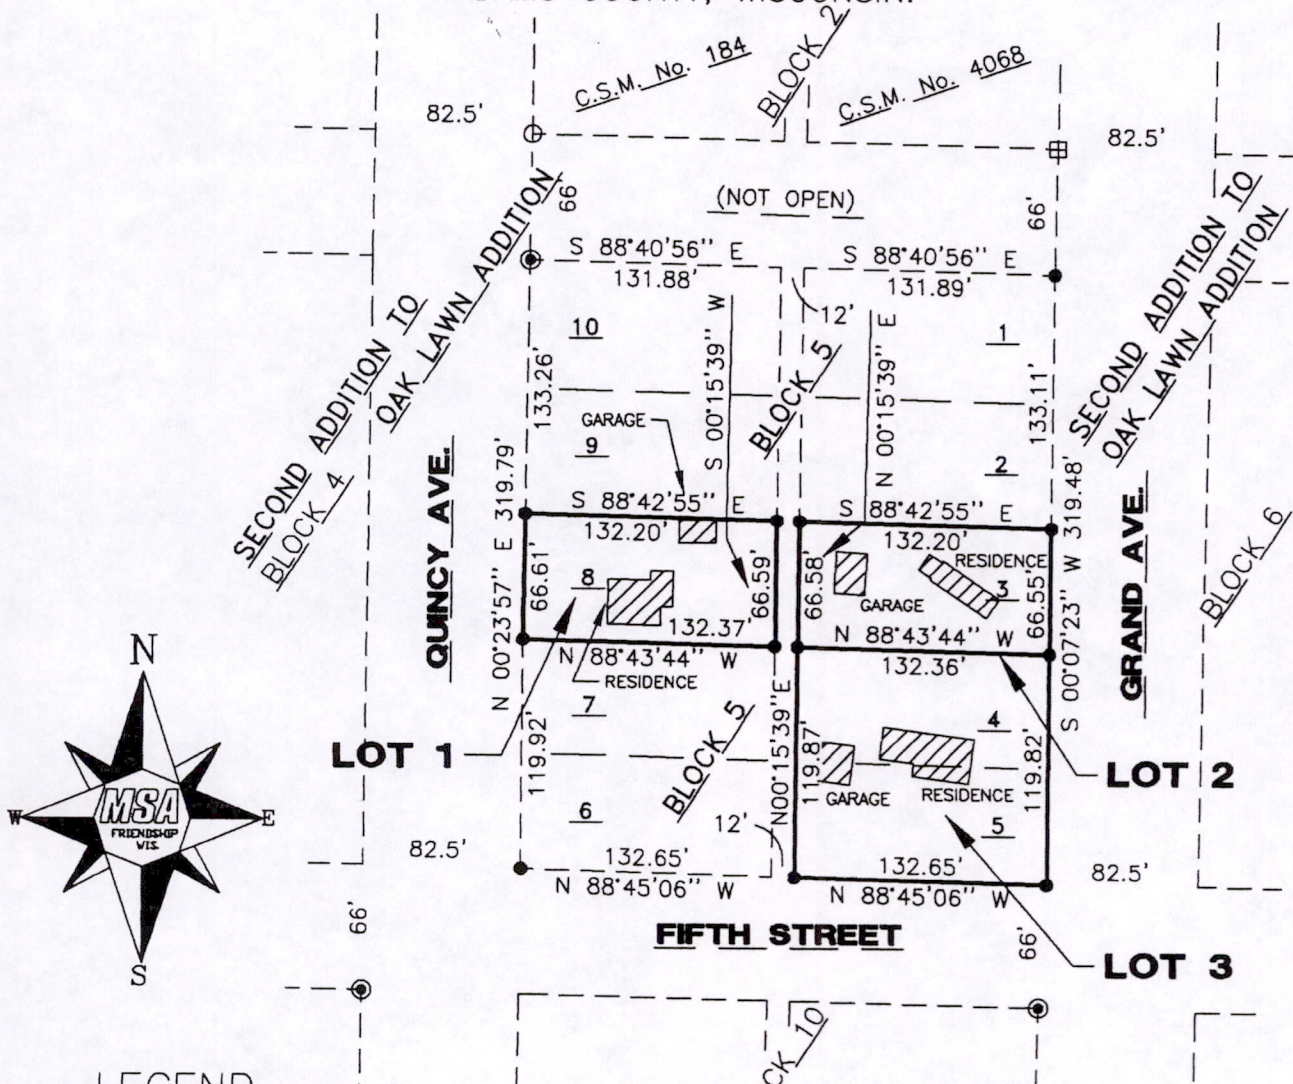 COUNTY, WISCONSIN.
C.S.M. No. 184
BLOCK 2
C.S.M. No. 4068
82.5'
82.5'
66'
(NOT OPEN)
66'
SECOND ADDITION TO
OAK LAWN ADDITION
BLOCK 4
S 88°40'56" E
131.88'
S 88°40'56" E
131.89'
12'
SECOND ADDITION TO
OAK LAWN ADDITION
BLOCK 6
10
1
133.26'
S 00°15'39" W
BLOCK 5
N 00°15'39" E
133.11'
GARAGE
9
2
QUINCY AVE.
N 00°23'57" E 319.79'
S 88°42'55" E
132.20'
S 88°42'55" E
132.20'
S 00°07'23" W 319.48'
GRAND AVE.
66.61'
8
66.59'
66.58'
RESIDENCE
3
66.55'
GARAGE
132.37'
N 88°43'44" W
RESIDENCE
N 88°43'44" W
132.36'
7
N
W
E
S
MSA
FRIENDSHIP
WIS.
LOT 1
119.92'
BLOCK 5
N00°15'39"E
119.87'
4
119.82'
LOT 2
GARAGE
RESIDENCE
6
12'
5
82.5'
132.65'
N 88°45'06" W
132.65'
N 88°45'06" W
82.5'
66'
FIFTH STREET
66'
LOT 3
10
LEGEND